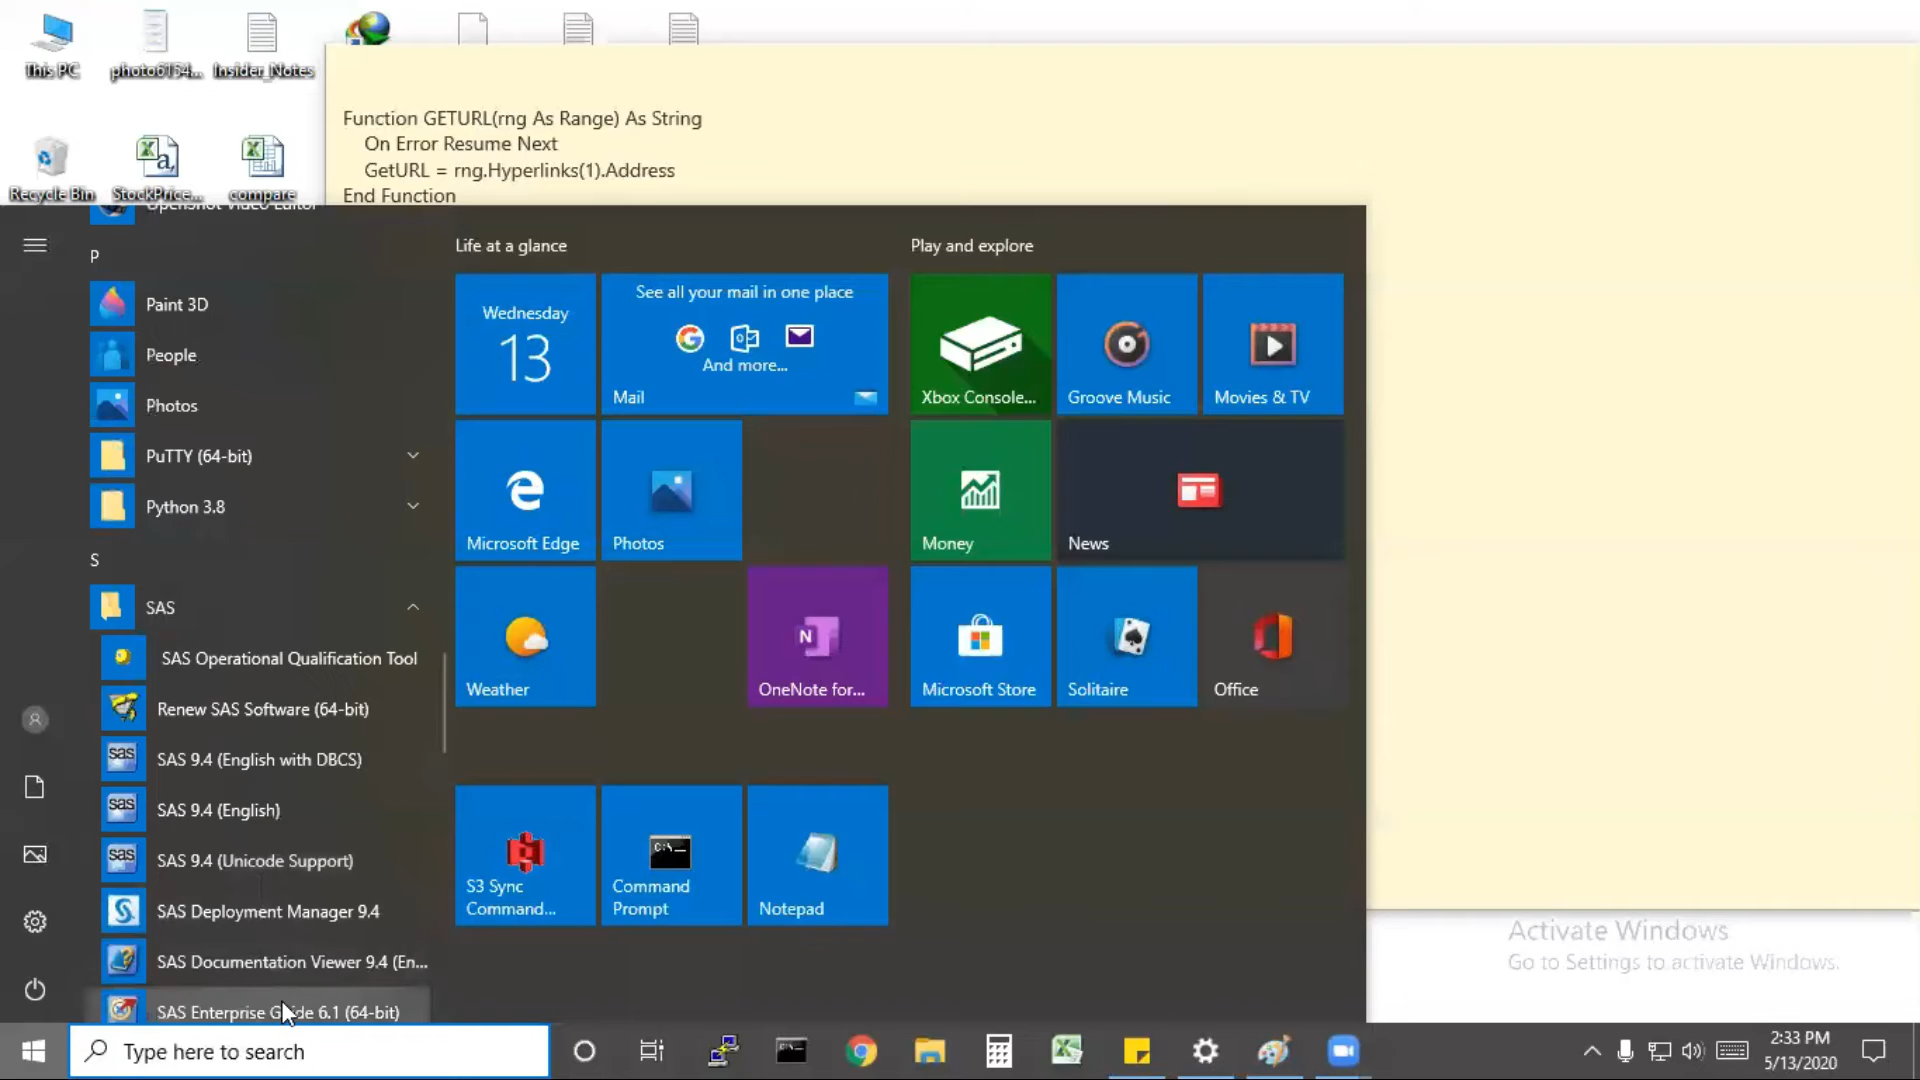 This PC
photo6154...
Insider_Notes
Recycle Bin
StockPrice...
compare
Function GETURL(rng As Range) As String
On Error Resume Next
GetURL = rng.Hyperlinks(1).Address
End Function
OpenShot Video Editor
P
Paint 3D
People
Photos
PuTTY (64-bit)
Python 3.8
S
SAS
SAS Operational Qualification Tool
Renew SAS Software (64-bit)
SAS 9.4 (English with DBCS)
SAS 9.4 (English)
SAS 9.4 (Unicode Support)
SAS Deployment Manager 9.4
SAS Documentation Viewer 9.4 (En...
SAS Enterprise Guide 6.1 (64-bit)
Life at a glance
Wednesday
13
See all your mail in one place
And more...
Mail
Microsoft Edge
Photos
Weather
OneNote for...
S3 Sync
Command...
Command
Prompt
Notepad
Play and explore
Xbox Console...
Groove Music
Movies & TV
Money
News
Microsoft Store
Solitaire
Office
Activate Windows
Go to Settings to activate Windows.
Type here to search
2:33 PM
5/13/2020